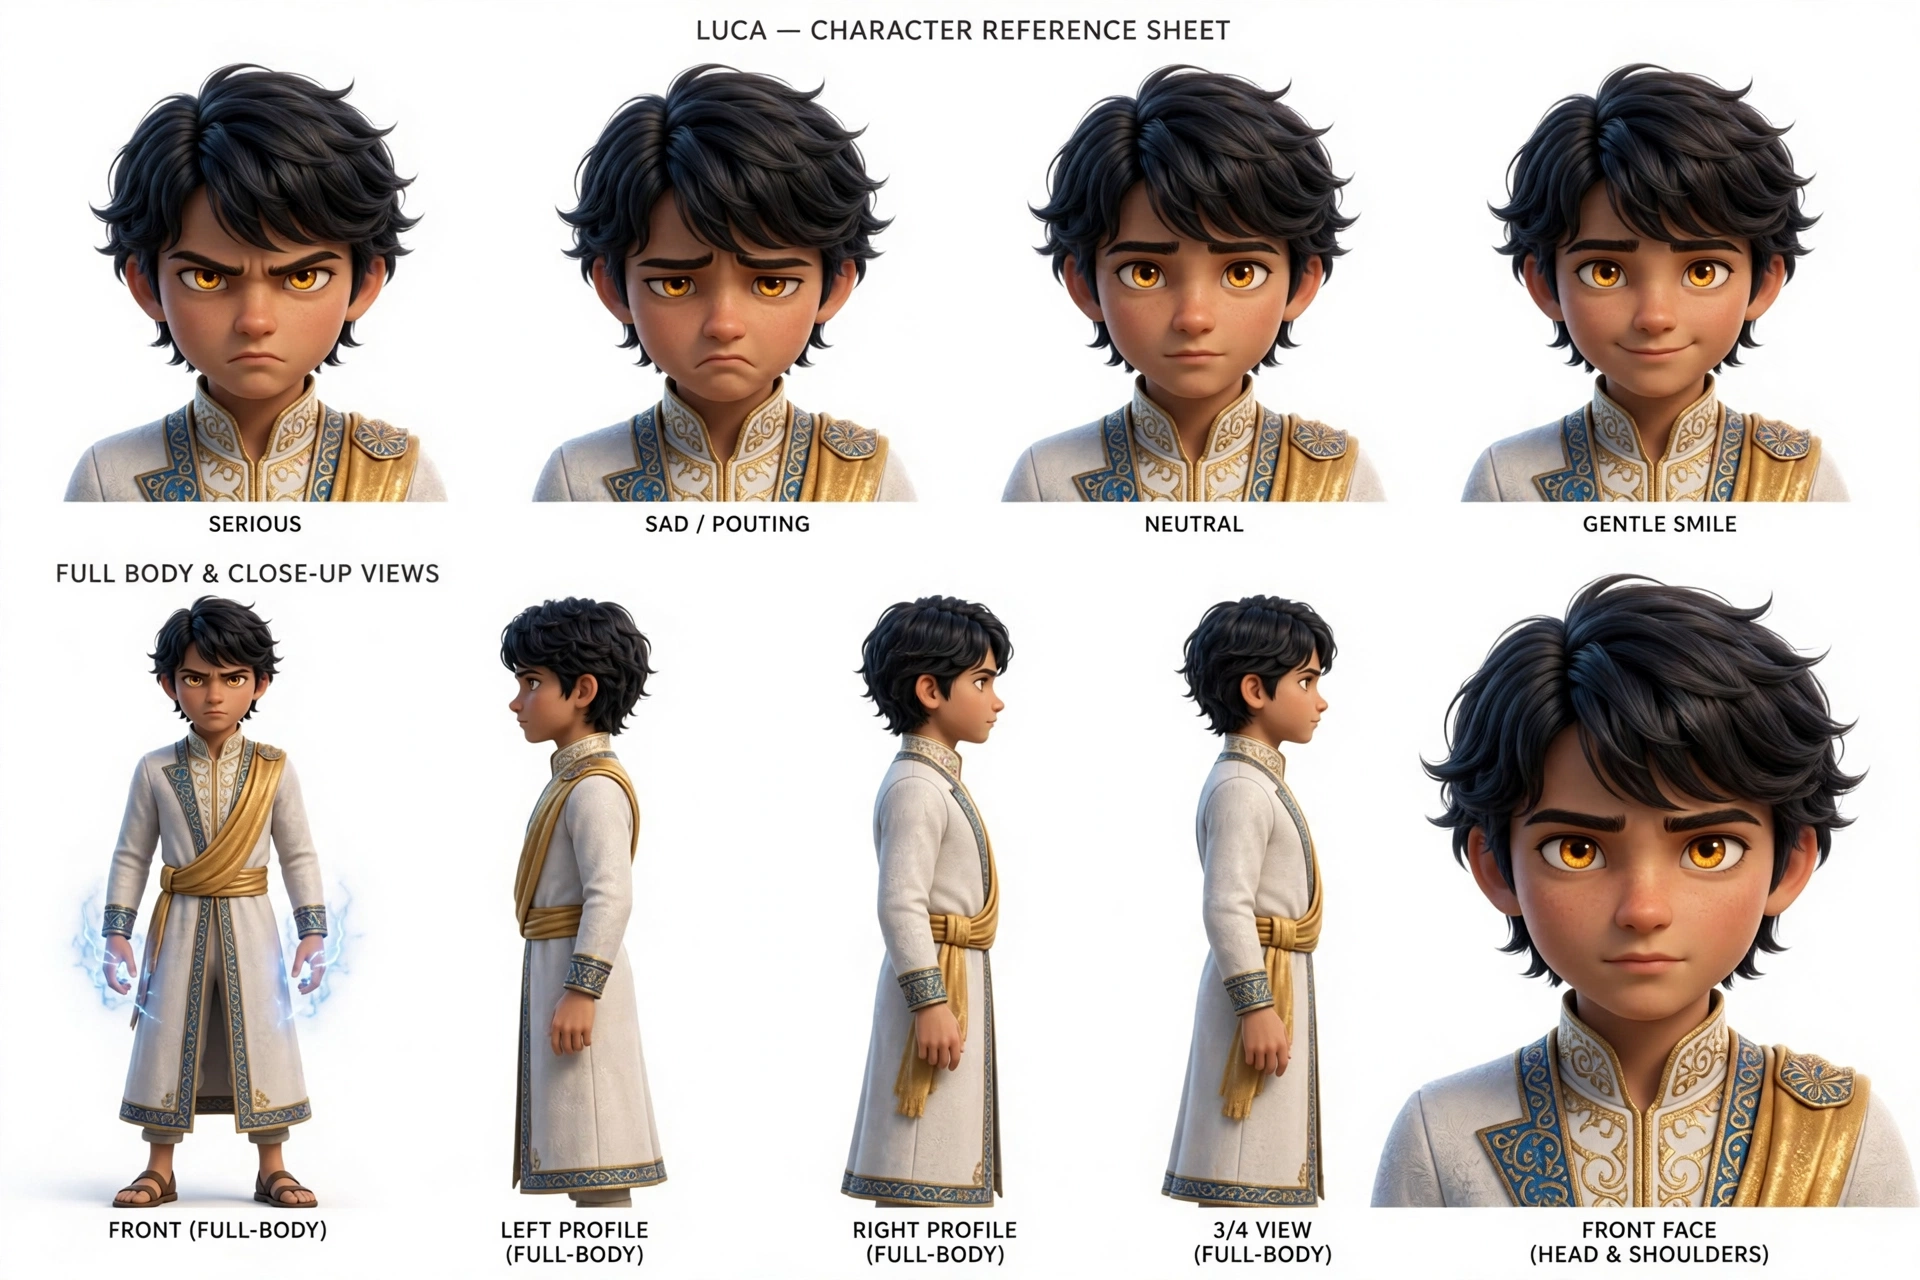 LUCA — CHARACTER REFERENCE SHEET
SERIOUS
SAD / POUTING
NEUTRAL
GENTLE SMILE
FULL BODY & CLOSE-UP VIEWS
FRONT (FULL-BODY)
LEFT PROFILE
(FULL-BODY)
RIGHT PROFILE
(FULL-BODY)
3/4 VIEW
(FULL-BODY)
FRONT FACE
(HEAD & SHOULDERS)